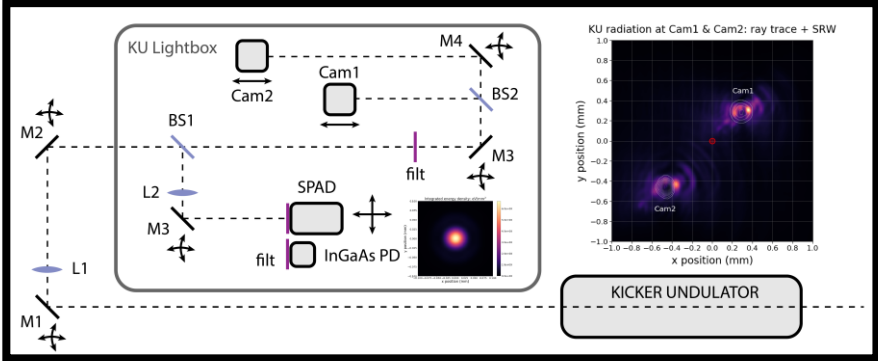 KU Lightbox
M4
Cam1
Cam2
BS2
BS1
M2
M3
filt
L2
SPAD
M3
InGaAs PD
filt
L1
M1
KICKER UNDULATOR
x position (mm)
KU radiation at Cam1 & Cam2: ray trace + SRW
1.0
0.8
0.6
0.4
0.2
0.0
−0.2
−0.4
−0.6
−0.8
−1.0
y position (mm)
Cam1
Cam2
−1.0 −0.8 −0.6 −0.4 −0.2 0.0 0.2 0.4 0.6 0.8 1.0
x position (mm)